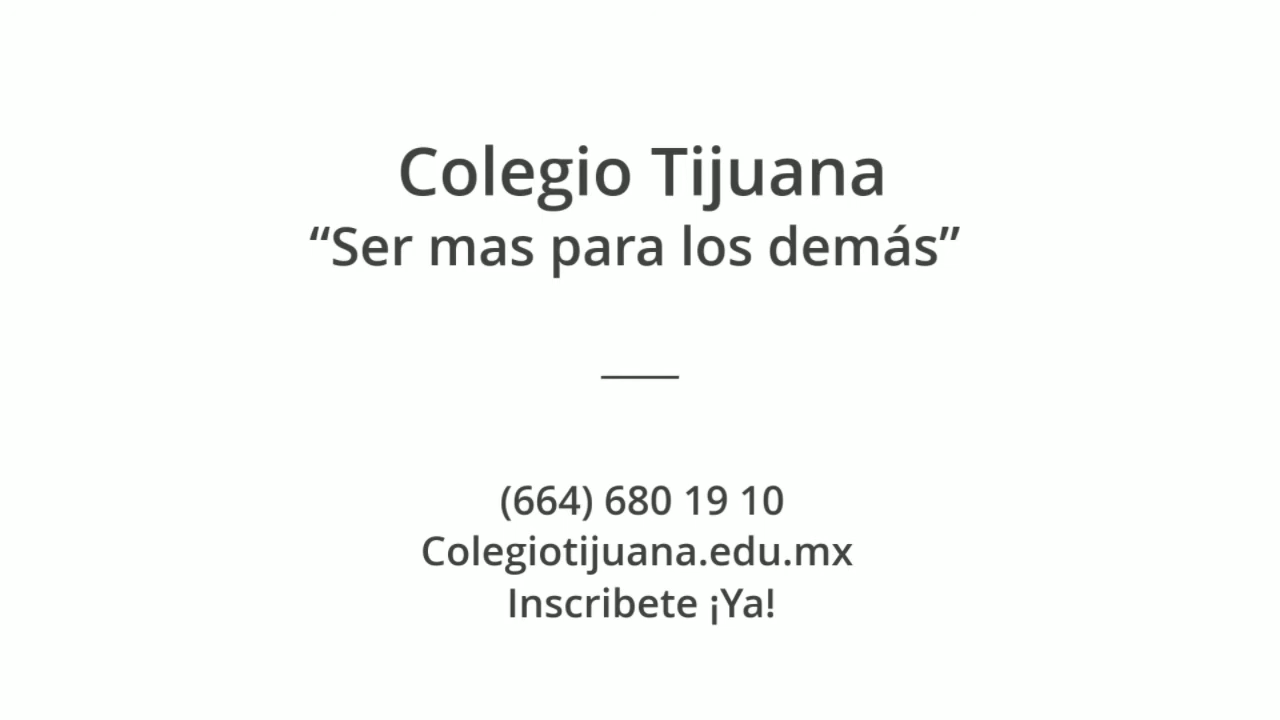 Colegio Tijuana
“Ser mas para los demás”
(664) 680 19 10
Colegiotijuana.edu.mx
Inscribete ¡Ya!